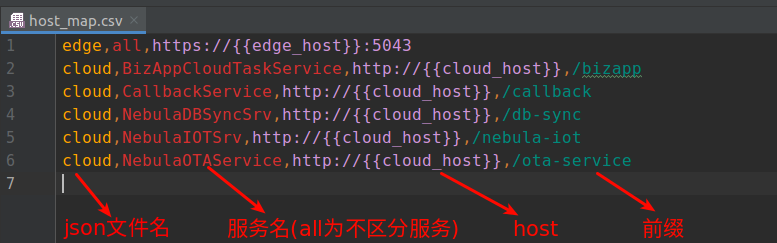 host_map.csv
1 edge,all,https://{{edge_host}}:5043
2 cloud,BizAppCloudTaskService,http://{{cloud_host}},/bizapp
3 cloud,CallbackService,http://{{cloud_host}},/callback
4 cloud,NebulaDBSyncSrv,http://{{cloud_host}},/db-sync
5 cloud,NebulaIOTSrv,http://{{cloud_host}},/nebula-iot
6 cloud,NebulaOTAService,http://{{cloud_host}},/ota-service
7
json文件名 服务名(all为不区分服务) host 前缀